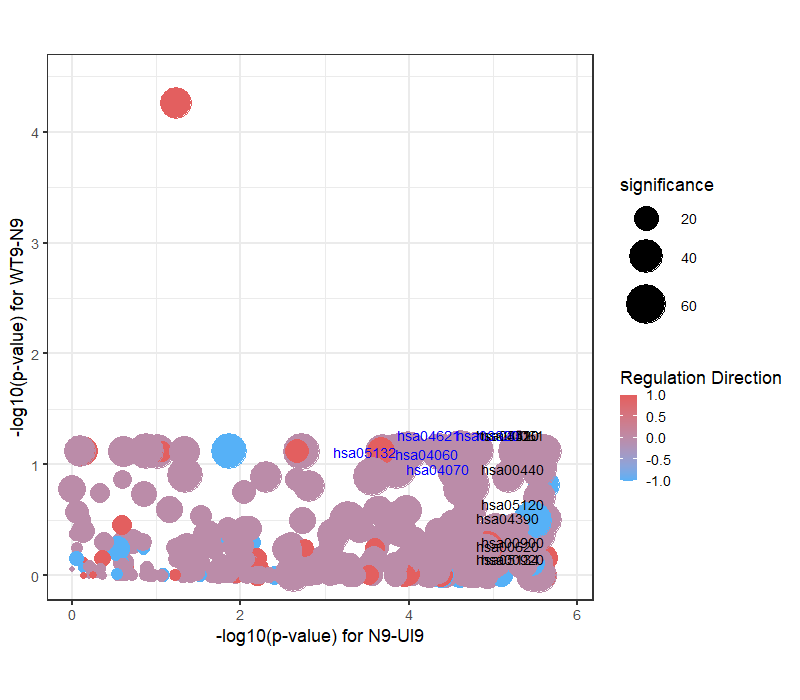 significance
20
40
60
Regulation Direction
1.0
0.5
0.0
-0.5
-1.0
-log10(p-value) for WT9-N9
4
3
2
1
0
hsa04621
hsa05132
hsa04060
hsa04070
hsa00440
hsa05120
hsa04390
hsa00900
hsa00620
0
2
4
6
-log10(p-value) for N9-UI9